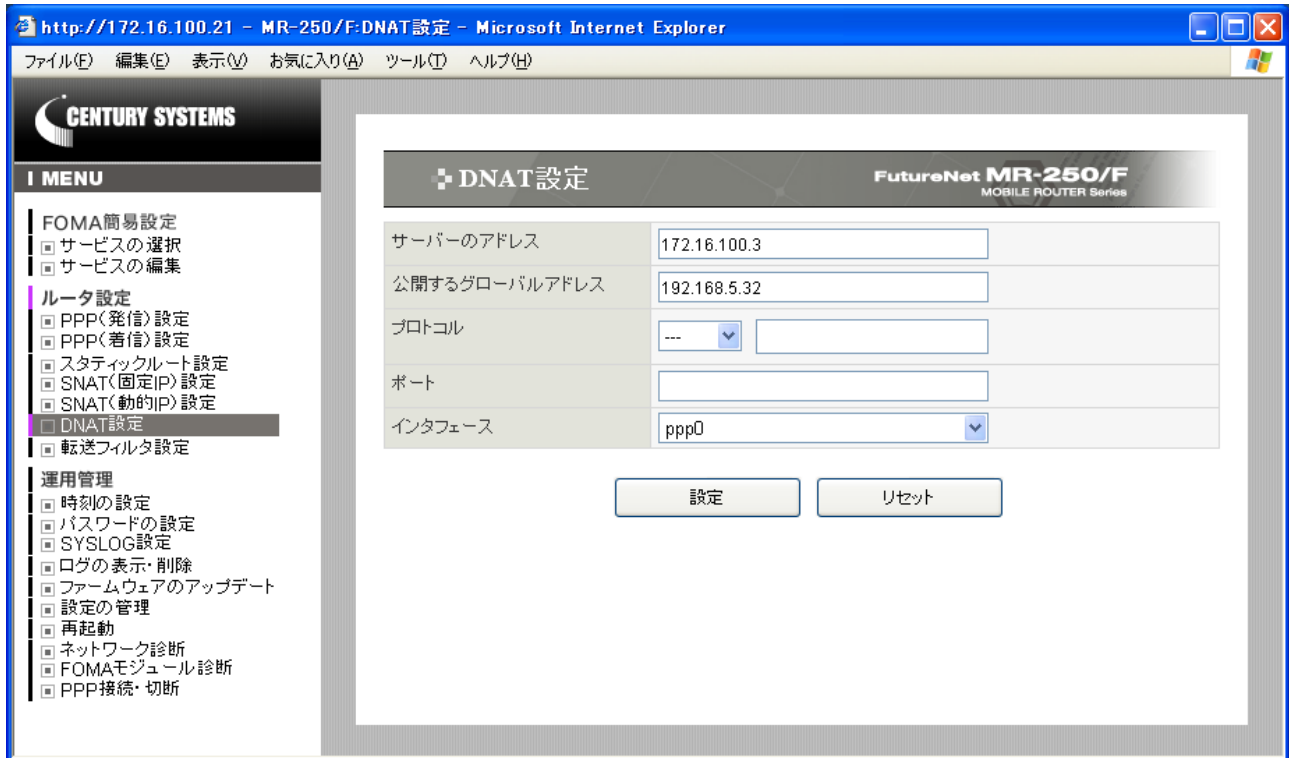 http://172.16.100.21 - MR-250/F:DNAT設定 - Microsoft Internet Explorer
ファイル(F) 編集(E) 表示(V) お気に入り(A) ツール(T) ヘルプ(H)
CENTURY SYSTEMS
MENU
FOMA簡易設定
サービスの選択
サービスの編集
ルータ設定
PPP(発信)設定
PPP(着信)設定
スタティックルート設定
SNAT(固定IP)設定
SNAT(動的IP)設定
DNAT設定
転送フィルタ設定
運用管理
時刻の設定
パスワードの設定
SYSLOG設定
ログの表示・削除
ファームウェアのアップデート
設定の管理
再起動
ネットワーク診断
FOMAモジュール診断
PPP接続・切断
DNAT設定
FutureNet MR-250/F
MOBILE ROUTER Series
サーバーのアドレス 172.16.100.3
公開するグローバルアドレス 192.168.5.32
プロトコル ---
ポート
インタフェース ppp0
設定 リセット